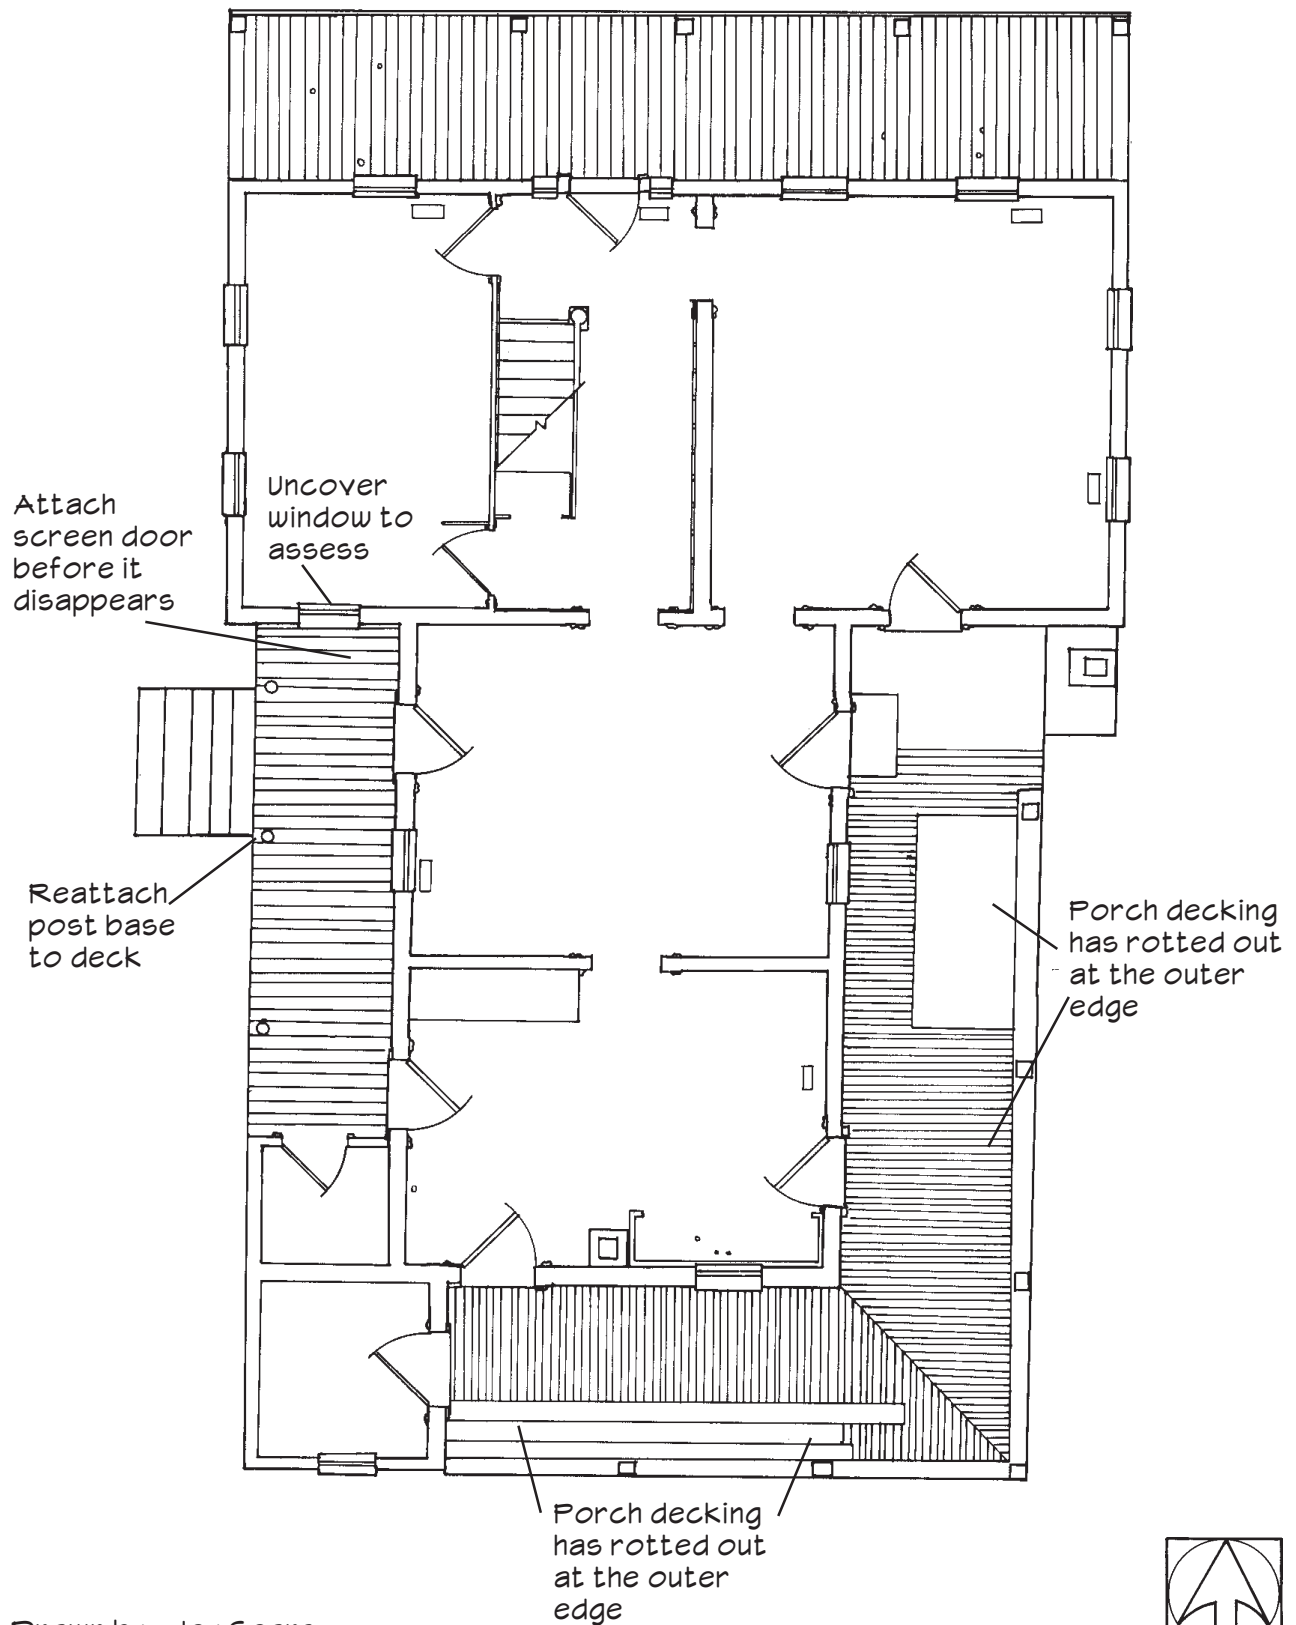 Uncover
window to
assess
Attach
screen door
before it
disappears
Reattach
post base
to deck
Porch decking
has rotted out
at the outer
edge
Porch decking
has rotted out
at the outer
edge